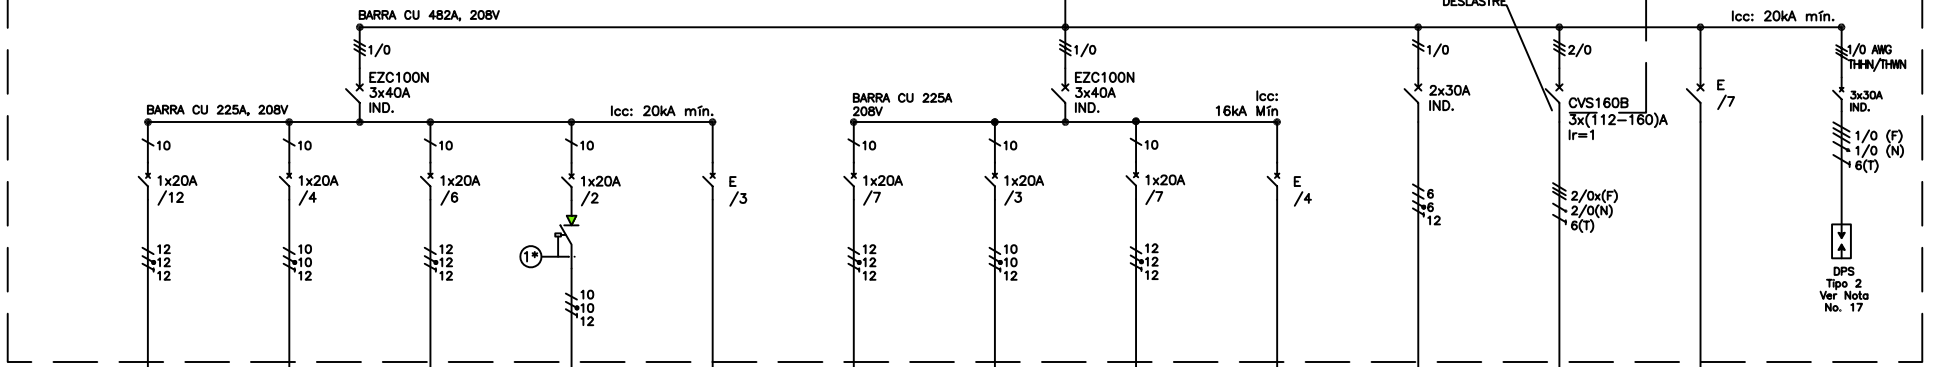 DESLASTRE
BARRA CU 482A, 208V
Icc: 20kA mín.
1/0
1/0
1/0
2/0
1/0 AWG
THHN/THWN
EZC100N
3x40A
IND.
EZC100N
3x40A
IND.
2x30A
IND.
CVS160B
3x(112-160)A
Ir=1
E
/7
3x30A
IND.
1/0 (F)
1/0 (N)
6(T)
BARRA CU 225A, 208V
Icc: 20kA mín.
BARRA CU 225A
208V
Icc:
16kA Mín
10
10
10
10
10
10
10
1x20A
/12
1x20A
/4
1x20A
/6
1x20A
/2
E
/3
1x20A
/7
1x20A
/3
1x20A
/7
E
/4
6
6
12
2/0x(F)
2/0(N)
6(T)
12
12
12
10
10
12
12
12
12
1*
10
10
12
12
12
12
10
10
12
12
12
12
DPS
Tipo 2
Ver Nota
No. 17